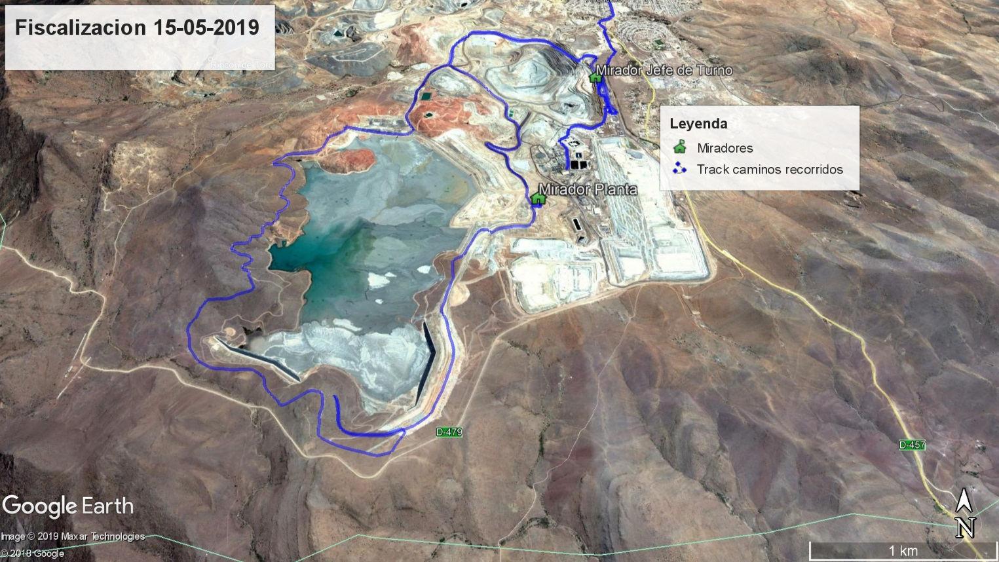 Fiscalizacion 15-05-2019
Rincon de Toro
Mirador Jefe de Turno
Leyenda
Miradores
Track caminos recorridos
Mirador Planta
D-479
D-457
Google Earth
N
Image © 2019 Maxar Technologies
© 2018 Google
1 km